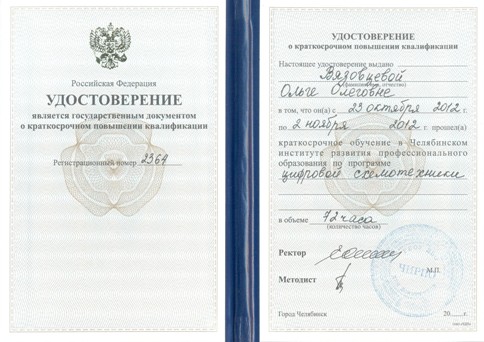 Российская Федерация
УДОСТОВЕРЕНИЕ
является государственным документом
о краткосрочном повышении квалификации
Регистрационный номер 2364
УДОСТОВЕРЕНИЕ
о краткосрочном повышении квалификации
Настоящее удостоверение выдано
Вязовцевой
(фамилия, имя, отчество)
Ольге Олеговне
в том, что он(а) с 23 октября 2012
по 2 ноября 2012 г. прошел(а)
краткосрочное обучение в Челябинском
институте развития профессионального
образования по программе
цифровой схемотехники
в объеме 72 часа
(количество часов)
Ректор
М.П.
Методист
ЧИРПО
Город Челябинск 20 г.